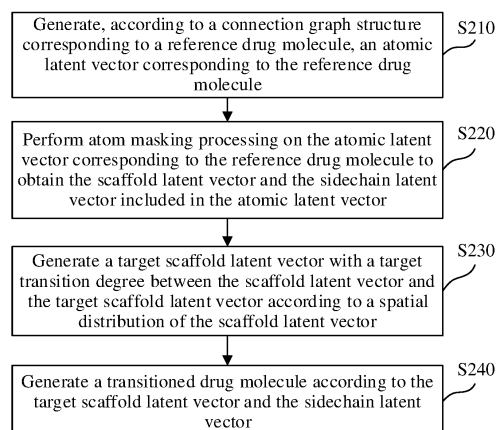 Generate, according to a connection graph structure
corresponding to a reference drug molecule, an atomic
latent vector corresponding to the reference drug
molecule
S210
Perform atom masking processing on the atomic latent
vector corresponding to the reference drug molecule to
obtain the scaffold latent vector and the sidechain latent
vector included in the atomic latent vector
S220
Generate a target scaffold latent vector with a target
transition degree between the scaffold latent vector and
the target scaffold latent vector according to a spatial
distribution of the scaffold latent vector
S230
Generate a transitioned drug molecule according to the
target scaffold latent vector and the sidechain latent
vector
S240